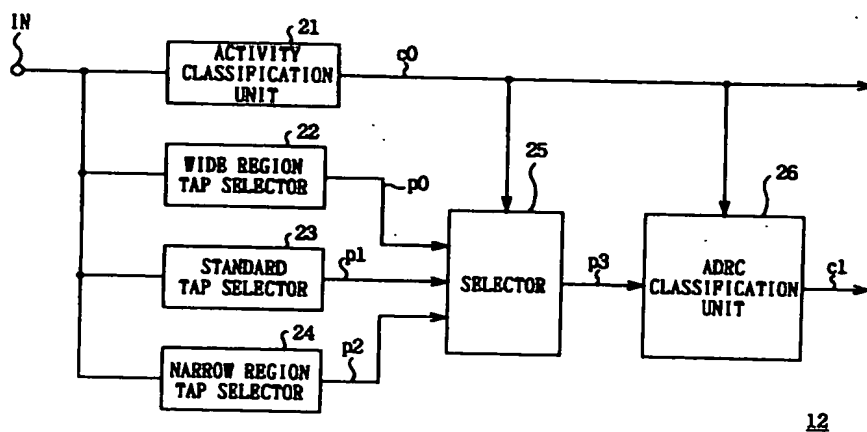 IN
21
ACTIVITY
CLASSIFICATION
UNIT
c0
22
WIDE REGION
TAP SELECTOR
p0
23
STANDARD
TAP SELECTOR
p1
24
NARROW REGION
TAP SELECTOR
p2
25
SELECTOR
p3
26
ADRC
CLASSIFICATION
UNIT
c1
12